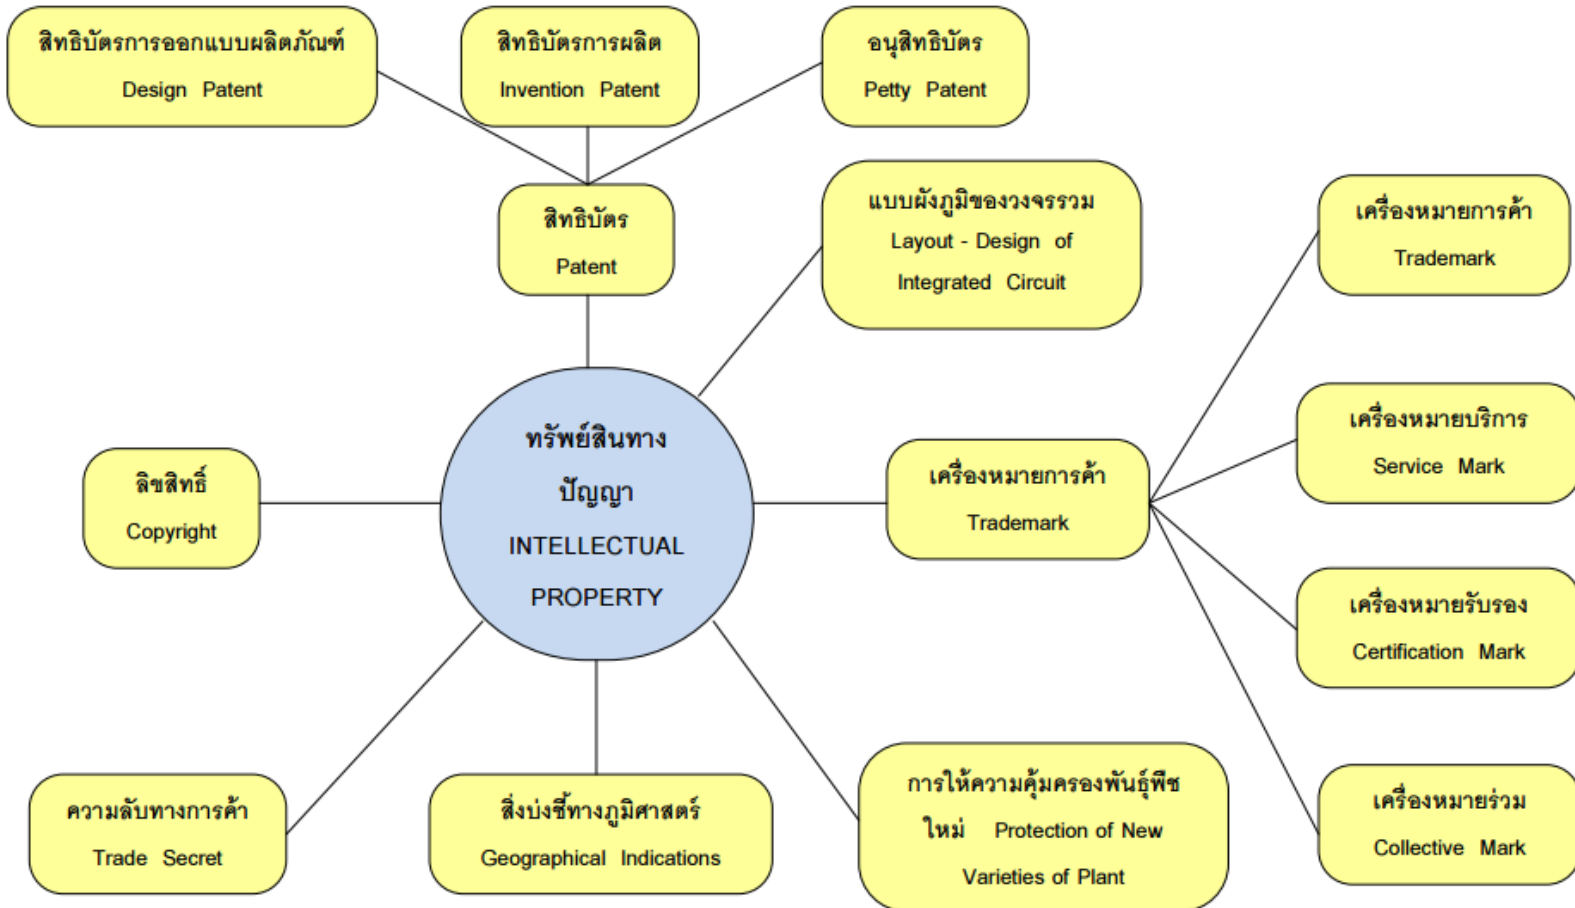 สิทธิบัตรการออกแบบผลิตภัณฑ์
Design Patent
สิทธิบัตรการผลิต
Invention Patent
อนุสิทธิบัตร
Petty Patent
สิทธิบัตร
Patent
แบบผังภูมิของวงจรรวม
Layout - Design of
Integrated Circuit
เครื่องหมายการค้า
Trademark
ทรัพย์สินทาง
ปัญญา
INTELLECTUAL
PROPERTY
ลิขสิทธิ์
Copyright
เครื่องหมายการค้า
Trademark
เครื่องหมายบริการ
Service Mark
เครื่องหมายรับรอง
Certification Mark
ความลับทางการค้า
Trade Secret
สิ่งบ่งชี้ทางภูมิศาสตร์
Geographical Indications
การให้ความคุ้มครองพันธุ์พืช
ใหม่ Protection of New
Varieties of Plant
เครื่องหมายร่วม
Collective Mark